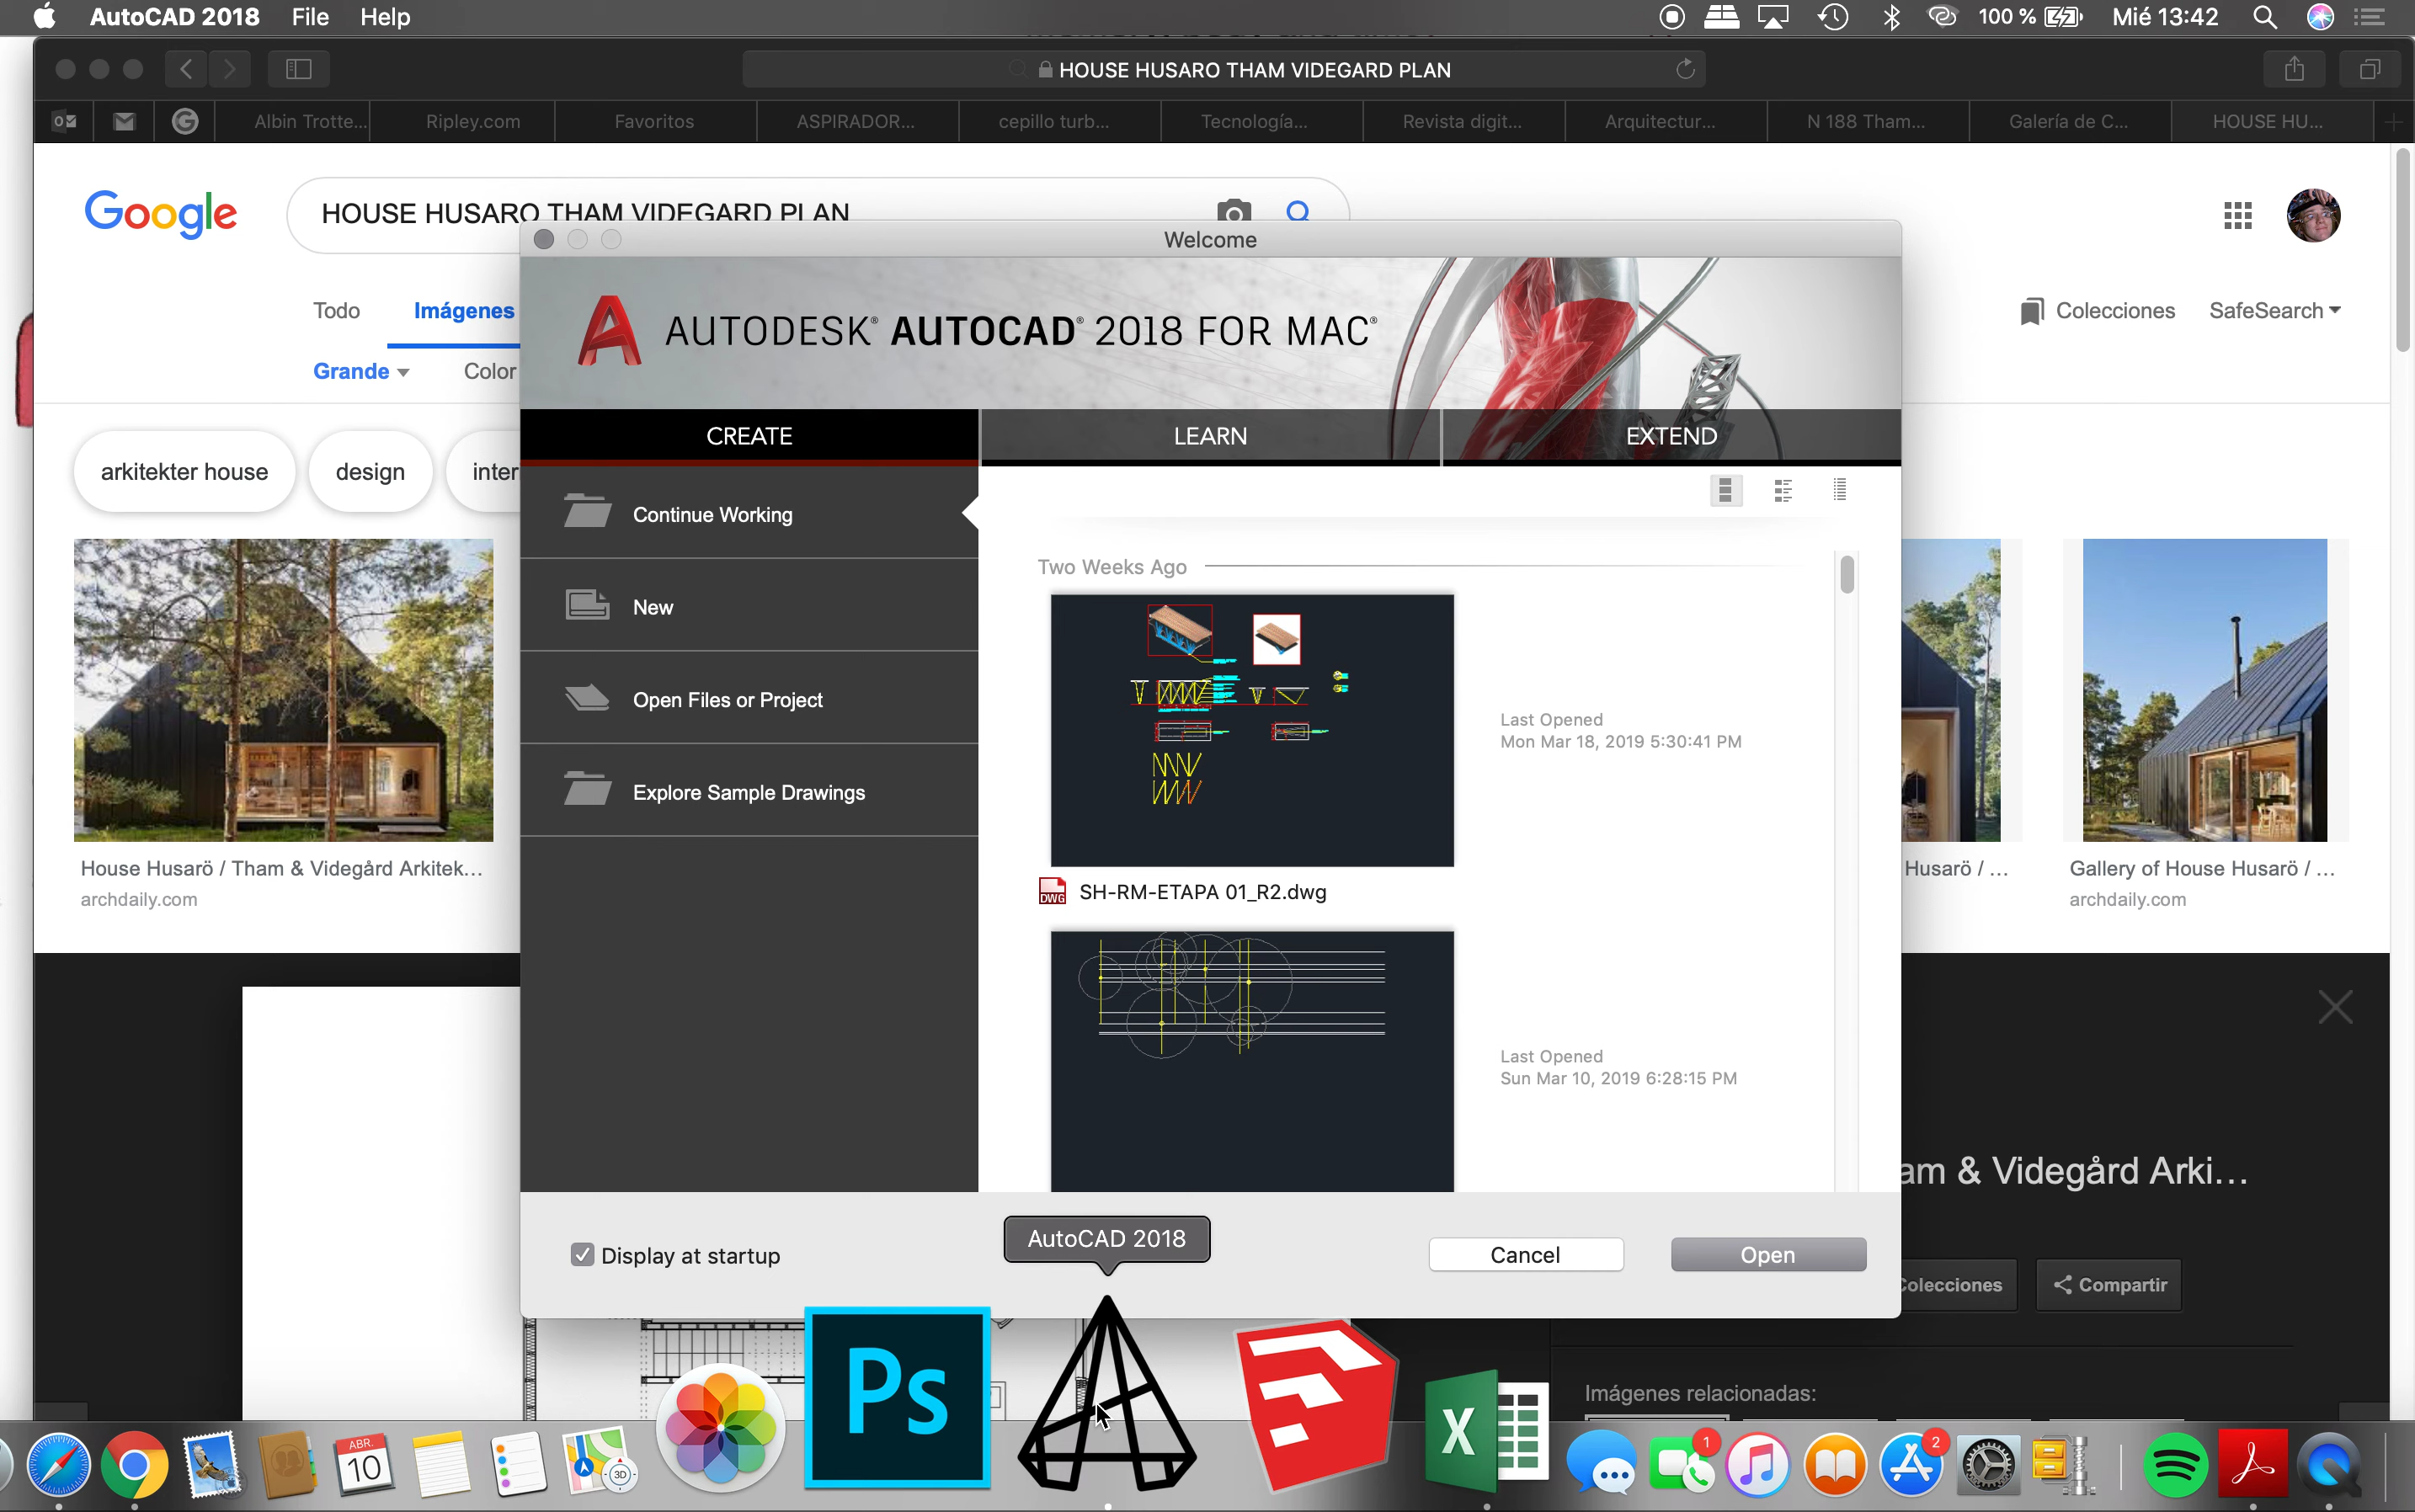 AutoCAD 2018 File Help 100 % Mié 13:42
HOUSE HUSARO THAM VIDEGARD PLAN
Albin Trotte... Ripley.com Favoritos ASPIRADOR... cepillo turb... Tecnología... Revista digit... Arquitectur... N 188 Tham... Galería de C... HOUSE HU...
Google HOUSE HUSARO THAM VIDEGARD PLAN
Welcome
Todo Imágenes Colecciones SafeSearch
AUTODESK® AUTOCAD® 2018 FOR MAC®
Grande Color
CREATE LEARN EXTEND
arkitekter house design inter
Continue Working
New
Open Files or Project
Explore Sample Drawings
Two Weeks Ago
Last Opened
Mon Mar 18, 2019 5:30:41 PM
DWG SH-RM-ETAPA 01_R2.dwg
Last Opened
Sun Mar 10, 2019 6:28:15 PM
House Husarö / Tham & Videgård Arkitek...
archdaily.com
Husarö / ...
Gallery of House Husarö / ...
archdaily.com
am & Videgård Arki...
AutoCAD 2018
Display at startup
Cancel Open
Colecciones Compartir
Imágenes relacionadas:
Ps
X
ABR.
10
3D
1
2